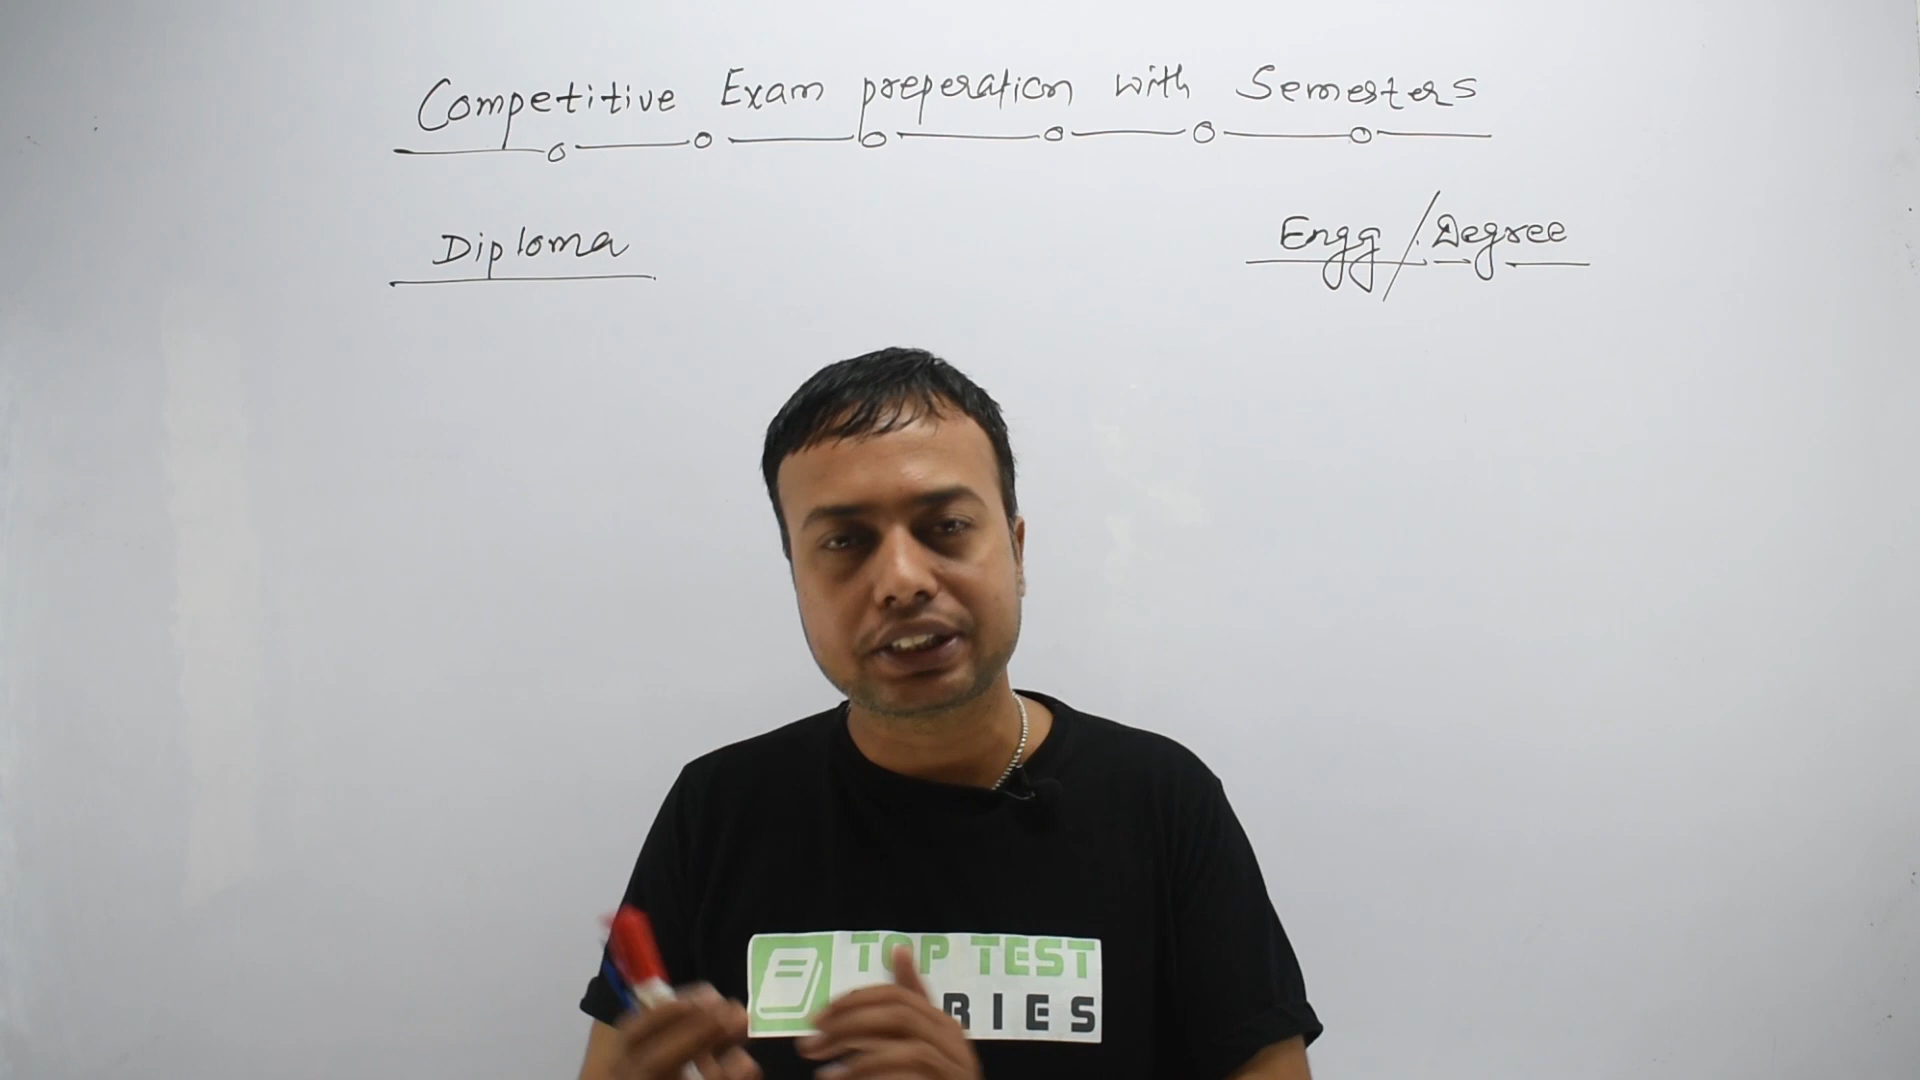 Competitive Exam preperation with Semesters
Diploma
Engg / Degree
TOP TEST
RIES